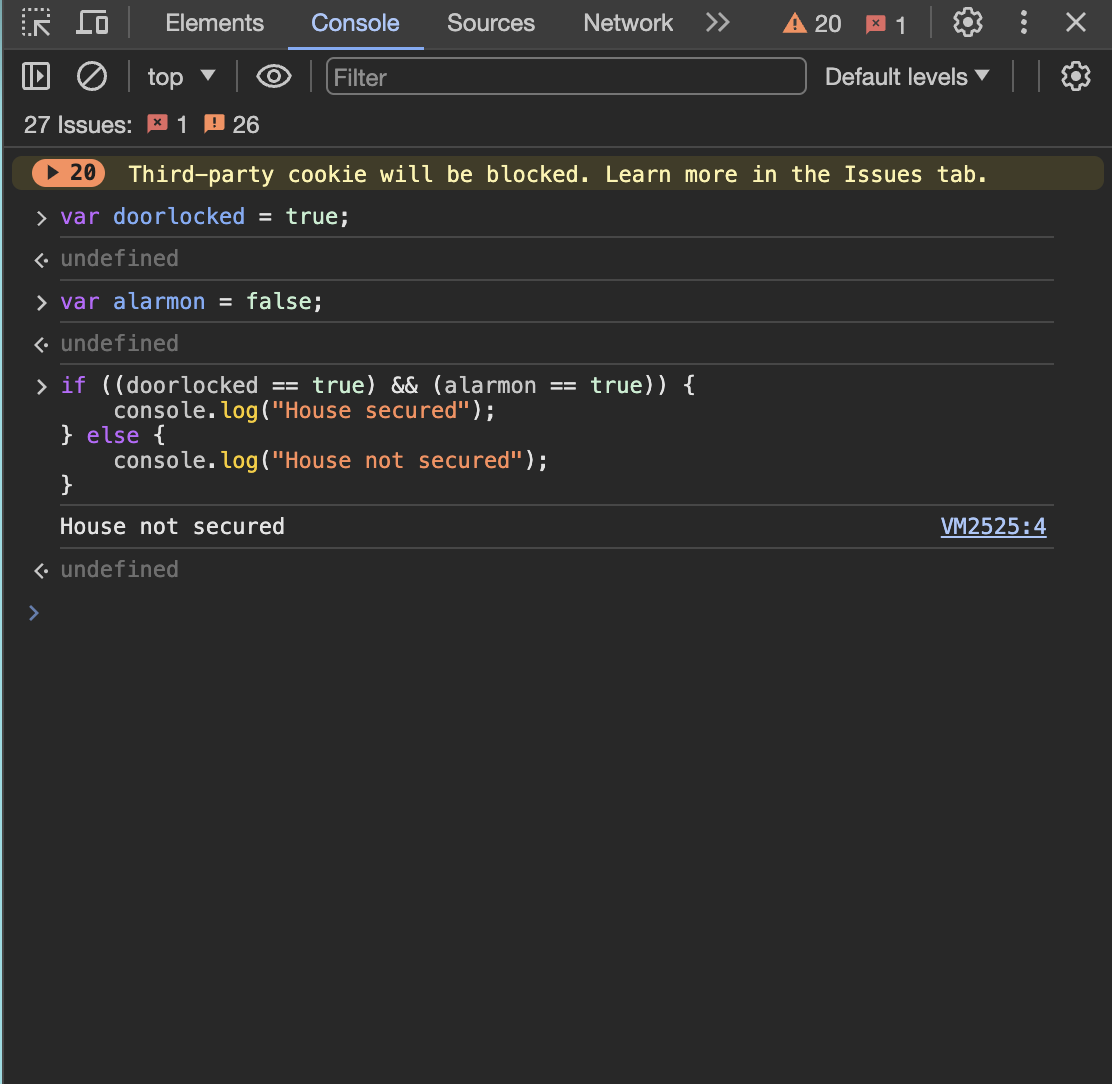 Elements Console Sources Network 20 1
top Filter Default levels
27 Issues: 1 26
20 Third-party cookie will be blocked. Learn more in the Issues tab.
> var doorlocked = true;
undefined
> var alarmon = false;
undefined
> if ((doorlocked == true) && (alarmon == true)) {
    console.log("House secured");
} else {
    console.log("House not secured");
}
House not secured VM2525:4
undefined
>